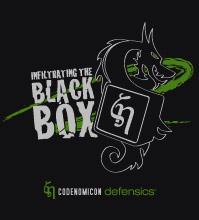 INFILTRATING THE
BLACK
BOX
CODENOMICON defensics